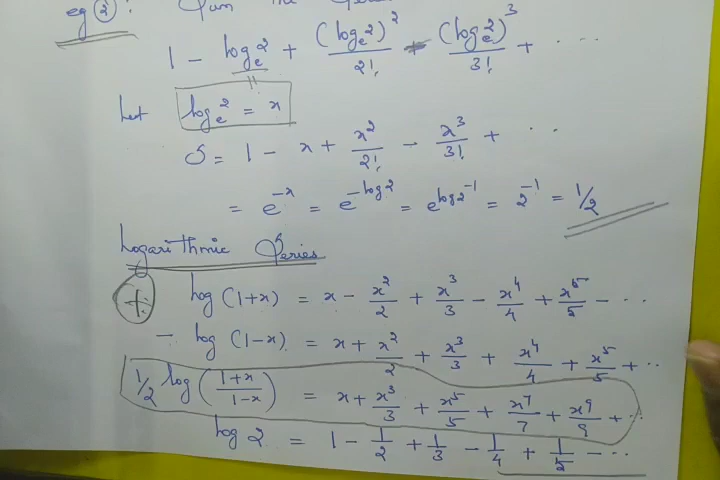 eg ② : Sum the Series
1 - log_e 2 + (log_e 2)^2 / 2! - (log_e 2)^3 / 3! + ...
Let log_e 2 = x
S = 1 - x + x^2/2! - x^3/3! + ..
= e^{-x} = e^{-log 2} = e^{log 2^{-1}} = 2^{-1} = 1/2
Logarithmic Series
+ log (1+x) = x - x^2/2 + x^3/3 - x^4/4 + x^5/5 - ...
- log (1-x) = x + x^2/2 + x^3/3 + x^4/4 + x^5/5 + ..
1/2 log ((1+x)/(1-x)) = x + x^3/3 + x^5/5 + x^7/7 + x^9/9 + ..
log 2 = 1 - 1/2 + 1/3 - 1/4 + 1/5 - ...